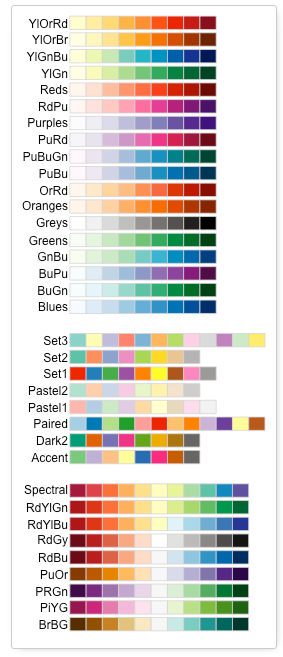 YlOrRd
YlOrBr
YlGnBu
YlGn
Reds
RdPu
Purples
PuRd
PuBuGn
PuBu
OrRd
Oranges
Greys
Greens
GnBu
BuPu
BuGn
Blues
Set3
Set2
Set1
Pastel2
Pastel1
Paired
Dark2
Accent
Spectral
RdYlGn
RdYlBu
RdGy
RdBu
PuOr
PRGn
PiYG
BrBG